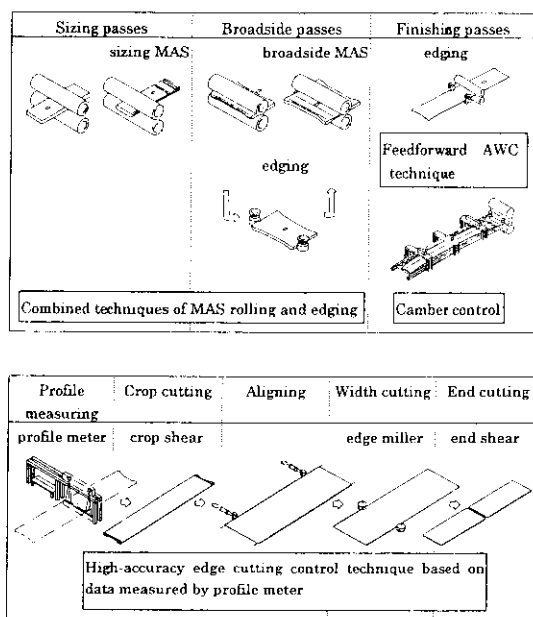 Sizing passes Broadside passes Finishing passes
sizing MAS broadside MAS edging
Feedforward AWC
technique
edging
Combined techniques of MAS rolling and edging
Camber control
Profile Crop cutting Aligning Width cutting End cutting
measuring
profile meter crop shear edge miller end shear
High-accuracy edge cutting control technique based on
data measured by profile meter